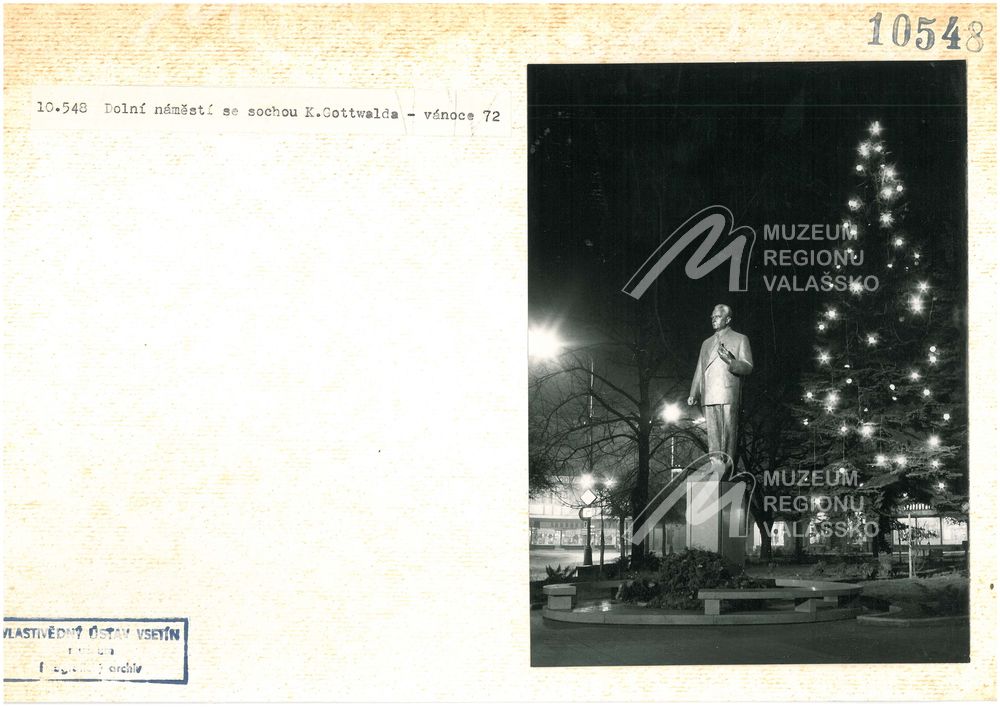 10548
10.548 Dolní náměstí se sochou K.Gottwalda - vánoce 72
MUZEUM
REGIONU
VALAŠSKO
MUZEUM
REGIONU
VALAŠSKO
VLASTIVĚDNÝ ÚSTAV VSETÍN
archiv